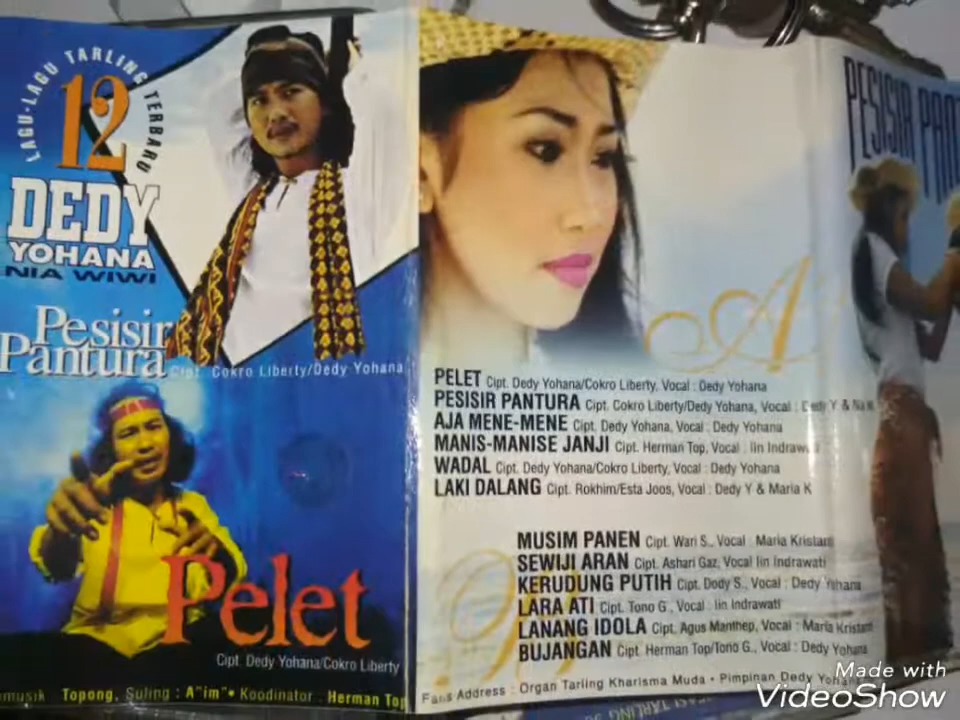 LAGU-LAGU TARLING TERBARU
12
DEDY
YOHANA
NIA WIWI
Pesisir
Pantura
Cipt. Cokro Liberty/Dedy Yohana
Pelet
Cipt. Dedy Yohana/Cokro Liberty
Topong, Suling : A"im"• Koodinator : Herman Top
A
PELET Cipt. Dedy Yohana/Cokro Liberty, Vocal : Dedy Yohana
PESISIR PANTURA Cipt. Cokro Liberty/Dedy Yohana, Vocal : Dedy Y &
AJA MENE-MENE Cipt. Dedy Yohana, Vocal : Dedy Yohana
MANIS-MANISE JANJI Cipt. Herman Top, Vocal : Iin Indrawati
WADAL Cipt. Dedy Yohana/Cokro Liberty, Vocal : Dedy Yohana
LAKI DALANG Cipt. Rokhim/Esta Joos, Vocal : Dedy Y & Maria K
MUSIM PANEN Cipt. Wari S., Vocal : Maria Kristani
SEWIJI ARAN Cipt. Ashari Gaz, Vocal Iin Indrawati
KERUDUNG PUTIH Cipt. Dody S., Vocal : Dedy Yohana
LARA ATI Cipt. Tono G., Vocal : Iin Indrawati
LANANG IDOLA Cipt. Agus Manthep, Vocal : Maria Kristani
BUJANGAN Cipt. Herman Top/Tono G., Vocal : Dedy Yohana
Fans Address : Organ Tarling Kharisma Muda • Pimpinan Dedy Yohana
PESISIR
Made with
VideoShow